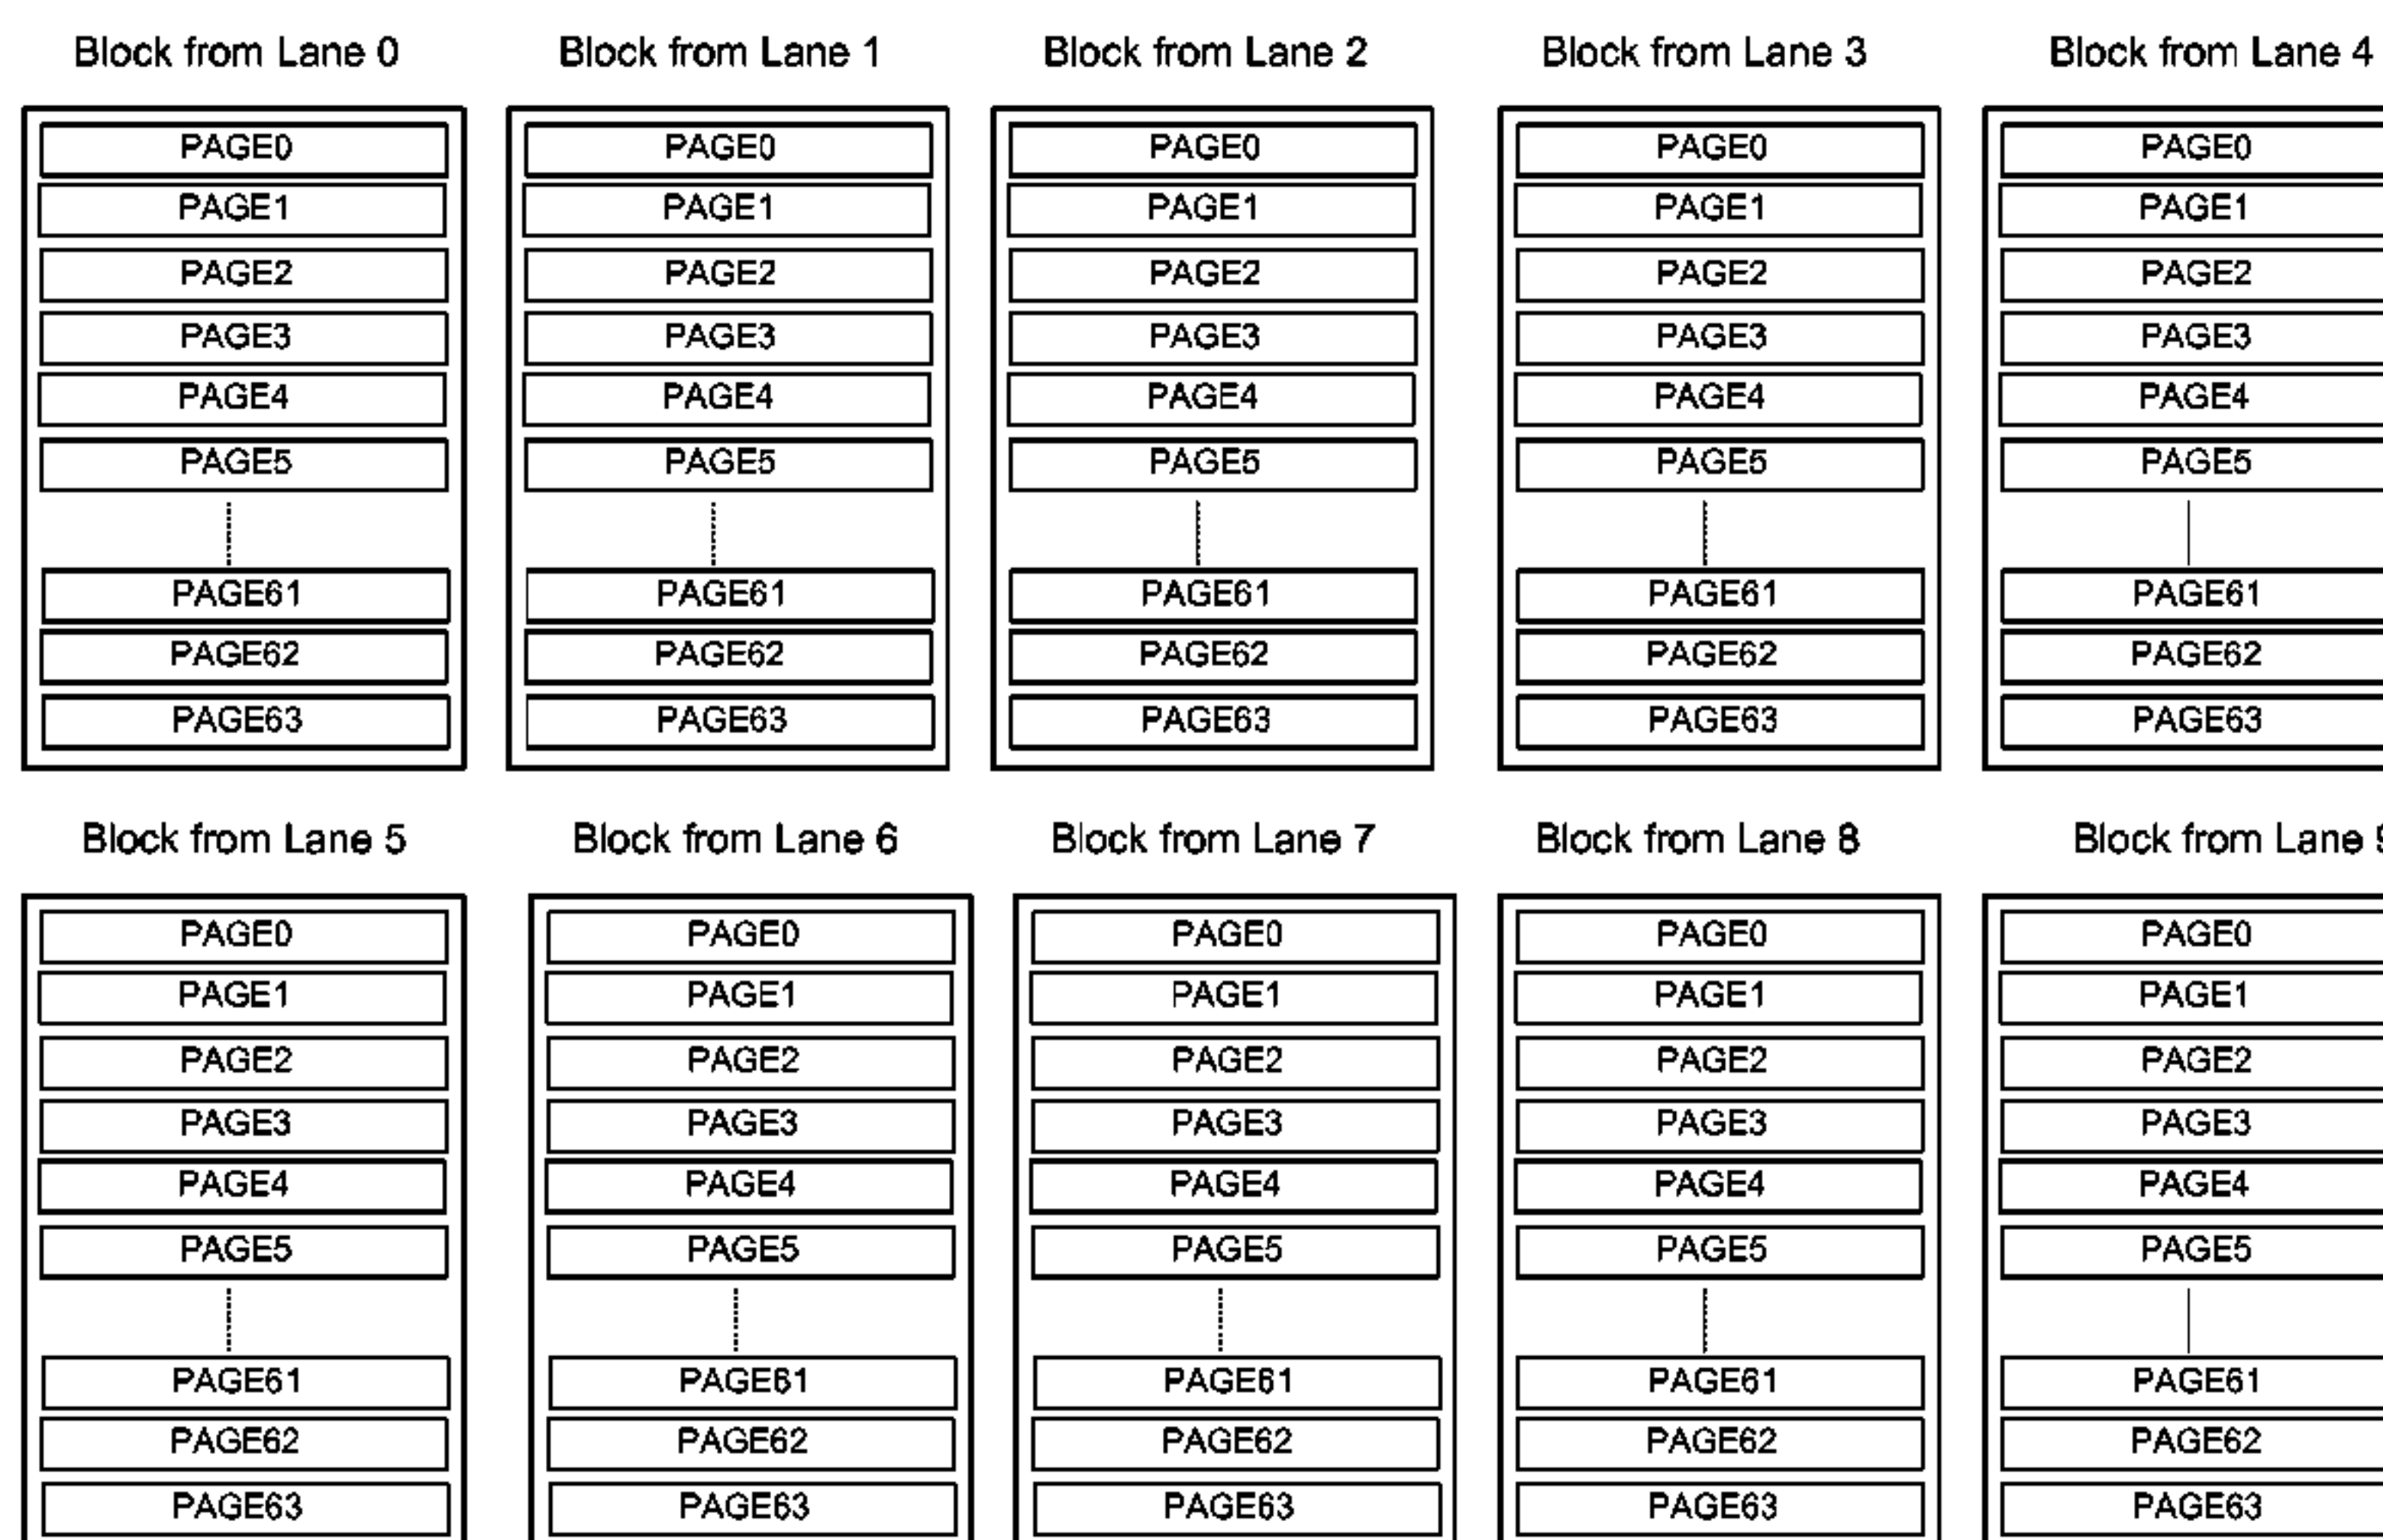 Block from Lane 0 Block from Lane 1 Block from Lane 2 Block from Lane 3 Block from Lane 4
PAGE0 PAGE0 PAGE0 PAGE0 PAGE0
PAGE1 PAGE1 PAGE1 PAGE1 PAGE1
PAGE2 PAGE2 PAGE2 PAGE2 PAGE2
PAGE3 PAGE3 PAGE3 PAGE3 PAGE3
PAGE4 PAGE4 PAGE4 PAGE4 PAGE4
PAGE5 PAGE5 PAGE5 PAGE5 PAGE5
PAGE61 PAGE61 PAGE61 PAGE61 PAGE61
PAGE62 PAGE62 PAGE62 PAGE62 PAGE62
PAGE63 PAGE63 PAGE63 PAGE63 PAGE63
Block from Lane 5 Block from Lane 6 Block from Lane 7 Block from Lane 8 Block from Lane 9
PAGE0 PAGE0 PAGE0 PAGE0 PAGE0
PAGE1 PAGE1 PAGE1 PAGE1 PAGE1
PAGE2 PAGE2 PAGE2 PAGE2 PAGE2
PAGE3 PAGE3 PAGE3 PAGE3 PAGE3
PAGE4 PAGE4 PAGE4 PAGE4 PAGE4
PAGE5 PAGE5 PAGE5 PAGE5 PAGE5
PAGE61 PAGE61 PAGE61 PAGE61 PAGE61
PAGE62 PAGE62 PAGE62 PAGE62 PAGE62
PAGE63 PAGE63 PAGE63 PAGE63 PAGE63